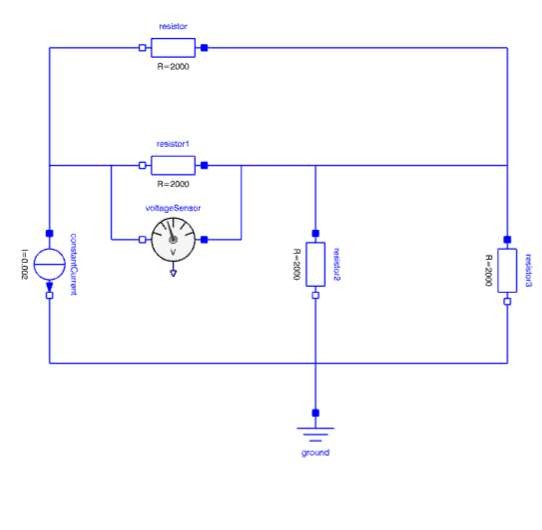 resistor
R=2000
resistor1
R=2000
voltageSensor
V
constantCurrent
I=0.002
resistor2
R=2000
resistor3
R=2000
ground